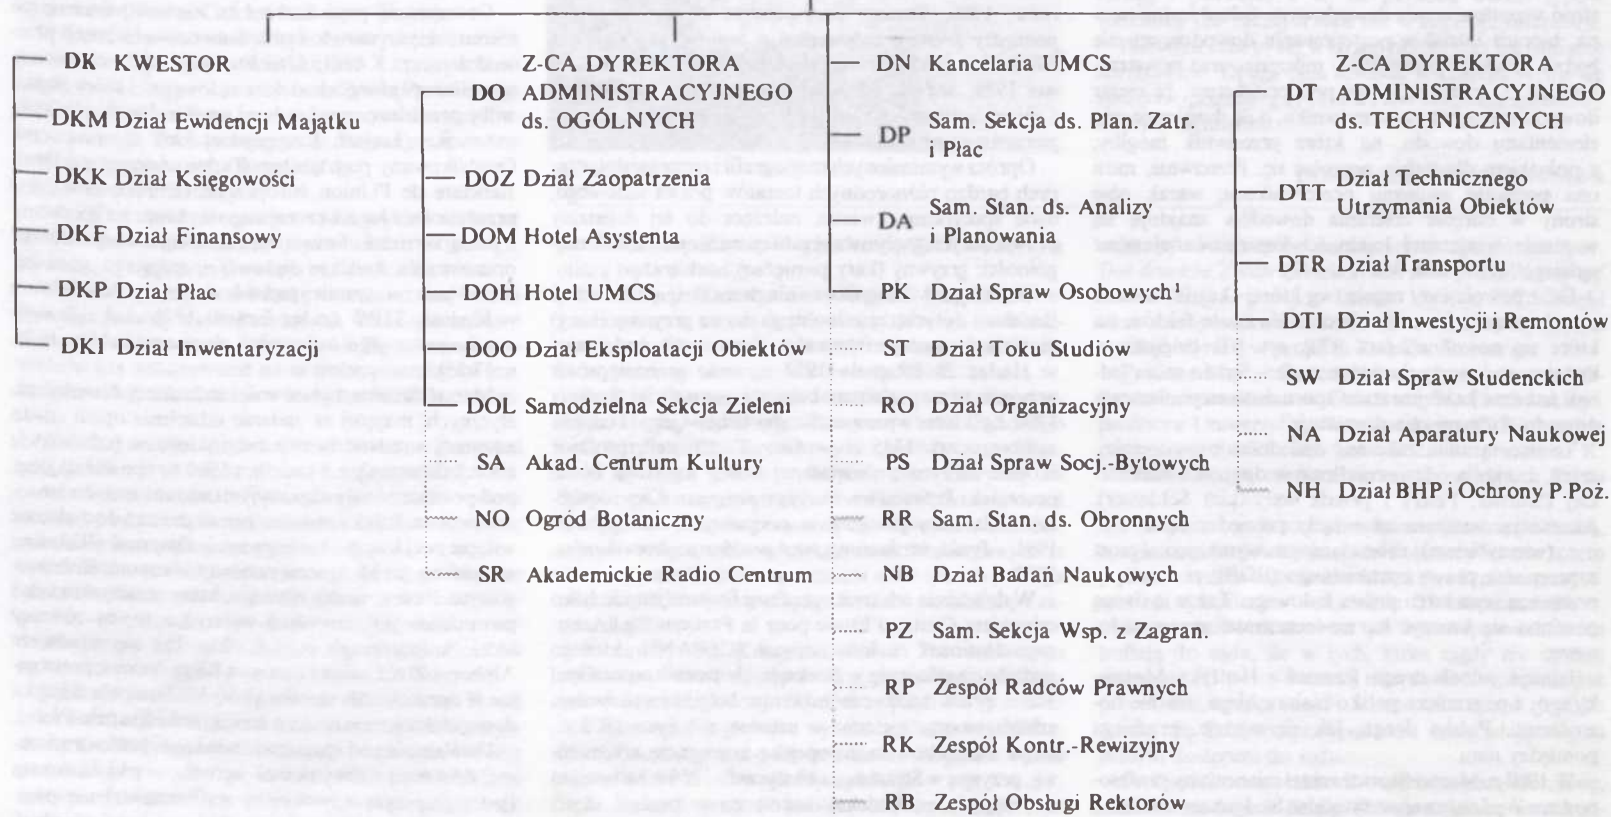 DK KWESTOR
DKM Dział Ewidencji Majątku
DKK Dział Księgowości
DKF Dział Finansowy
DKP Dział Płac
DKI Dział Inwentaryzacji
Z-CA DYREKTORA
DO ADMINISTRACYJNEGO
ds. OGÓLNYCH
DOZ Dział Zaopatrzenia
DOM Hotel Asystenta
DOH Hotel UMCS
DOO Dział Eksploatacji Obiektów
DOL Samodzielna Sekcja Zieleni
SA Akad. Centrum Kultury
NO Ogród Botaniczny
SR Akademickie Radio Centrum
DN Kancelaria UMCS
DP Sam. Sekcja ds. Plan. Zatr.
i Płac
DA Sam. Stan. ds. Analizy
i Planowania
PK Dział Spraw Osobowych¹
ST Dział Toku Studiów
RO Dział Organizacyjny
PS Dział Spraw Socj.-Bytowych
RB Sam. Stan. ds. Obronnych
NB Dział Badań Naukowych
PZ Sam. Sekcja Wsp. z Zagran.
RP Zespół Radców Prawnych
RK Zespół Kontr.-Rewizyjny
RB Zespół Obsługi Rektorów
Z-CA DYREKTORA
DT ADMINISTRACYJNEGO
ds. TECHNICZNYCH
DTT Dział Technicznego
Utrzymania Obiektów
DTR Dział Transportu
DTI Dział Inwestycji i Remontów
SW Dział Spraw Studenckich
NA Dział Aparatury Naukowej
NH Dział BHP i Ochrony P.Poż.